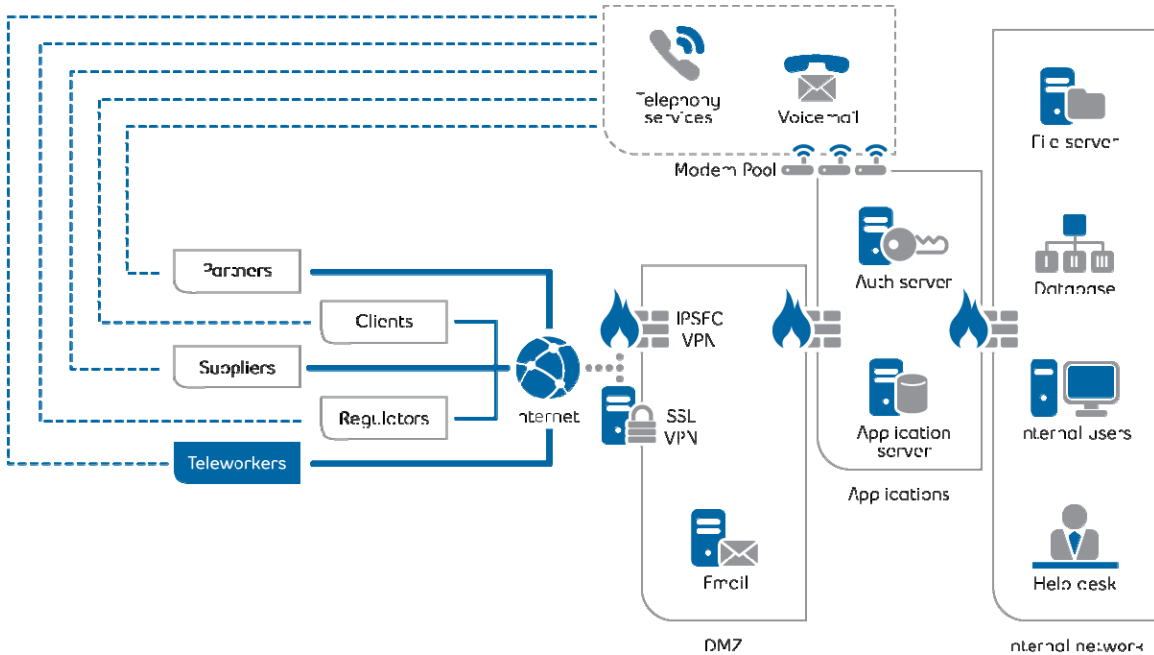 Telephony
services
Voicemail
Modem Pool
File server
Auth server
Database
Partners
Clients
IPSEC
VPN
Suppliers
Internet
Regulators
SSL
VPN
Application
server
Internal users
Teleworkers
Applications
Email
Help desk
DMZ
Internal network